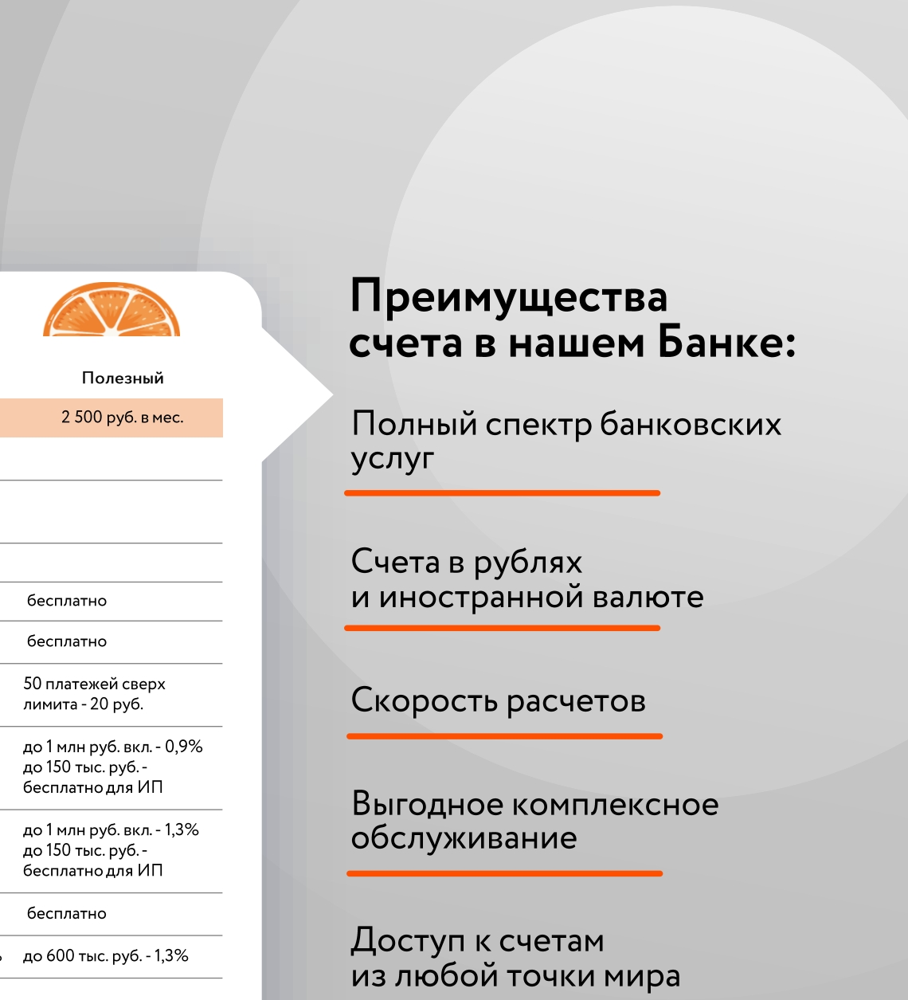 Полезный
2 500 руб. в мес.
бесплатно
бесплатно
50 платежей сверх
лимита - 20 руб.
до 1 млн руб. вкл. - 0,9%
до 150 тыс. руб. -
бесплатно для ИП
до 1 млн руб. вкл. - 1,3%
до 150 тыс. руб. -
бесплатно для ИП
бесплатно
до 600 тыс. руб. - 1,3%
Преимущества
счета в нашем Банке:
Полный спектр банковских
услуг
Счета в рублях
и иностранной валюте
Скорость расчетов
Выгодное комплексное
обслуживание
Доступ к счетам
из любой точки мира